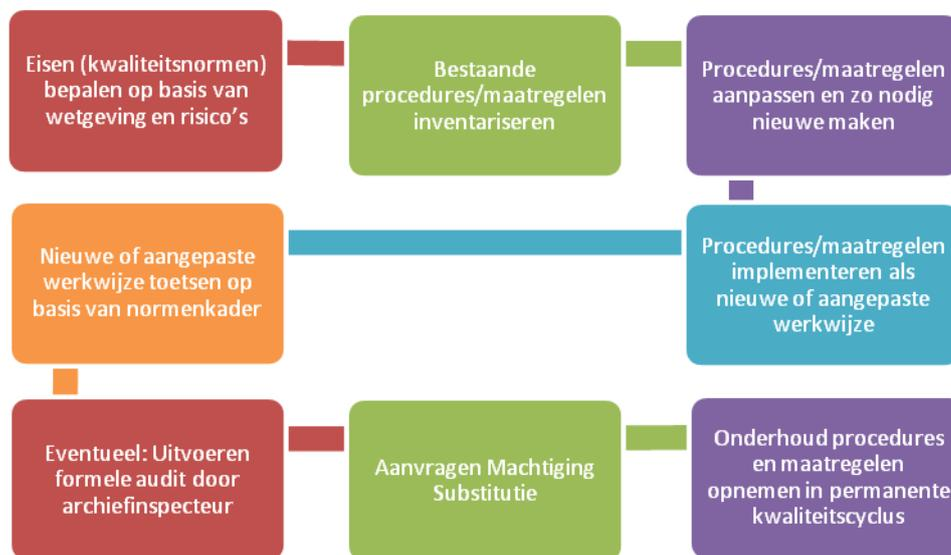 Eisen (kwaliteitsnormen)
bepalen op basis van
wetgeving en risico's
Bestaande
procedures/maatregelen
inventariseren
Procedures/maatregelen
aanpassen en zo nodig
nieuwe maken
Procedures/maatregelen
implementeren als
nieuwe of aangepaste
werkwijze
Nieuwe of aangepaste
werkwijze toetsen op
basis van normenkader
Eventueel: Uitvoeren
formele audit door
archiefinspecteur
Aanvragen Machtiging
Substitutie
Onderhoud procedures
en maatregelen
opnemen in permanente
kwaliteitscyclus